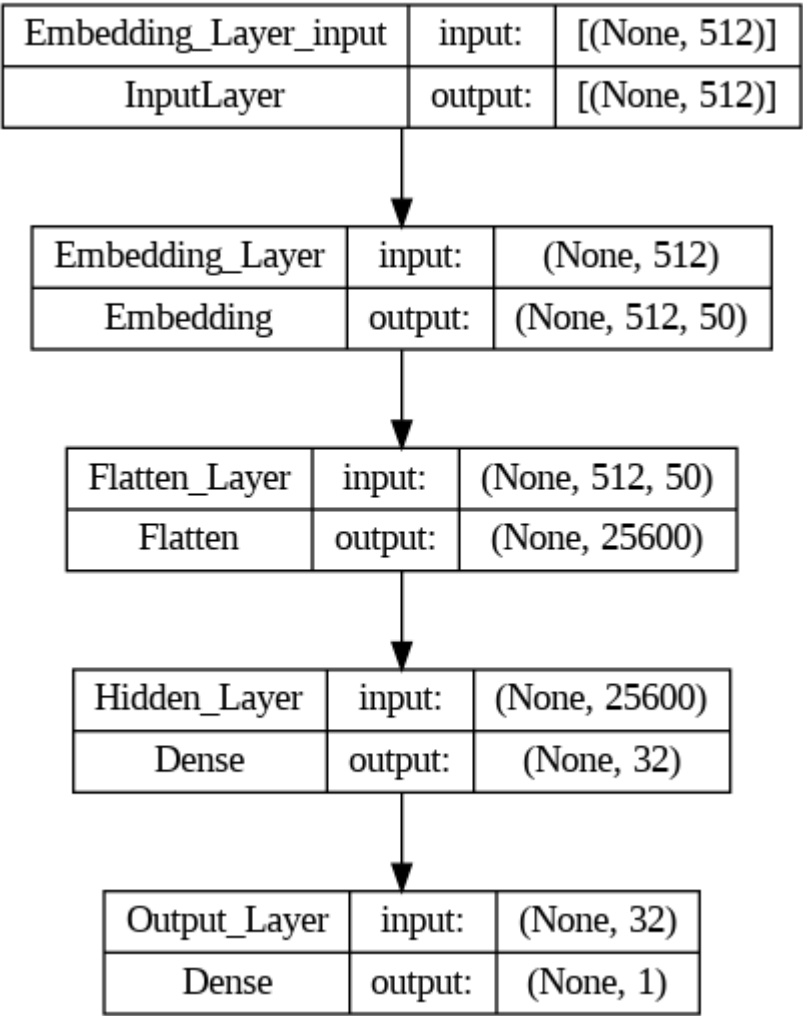 Embedding_Layer_input input: [(None, 512)]
InputLayer output: [(None, 512)]
Embedding_Layer input: (None, 512)
Embedding output: (None, 512, 50)
Flatten_Layer input: (None, 512, 50)
Flatten output: (None, 25600)
Hidden_Layer input: (None, 25600)
Dense output: (None, 32)
Output_Layer input: (None, 32)
Dense output: (None, 1)